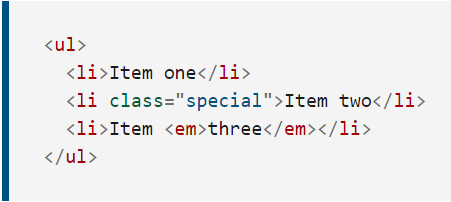 <ul>
  <li>Item one</li>
  <li class="special">Item two</li>
  <li>Item <em>three</em></li>
</ul>